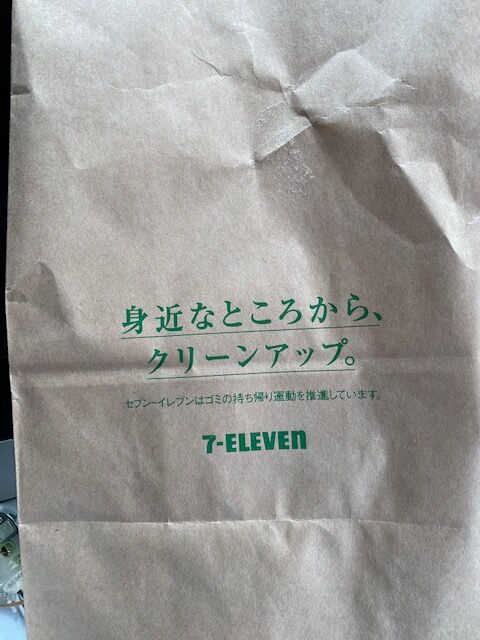 身近なところから、
クリーンアップ。
セブン-イレブンはゴミの持ち帰り運動を推進しています。
7-ELEVEn